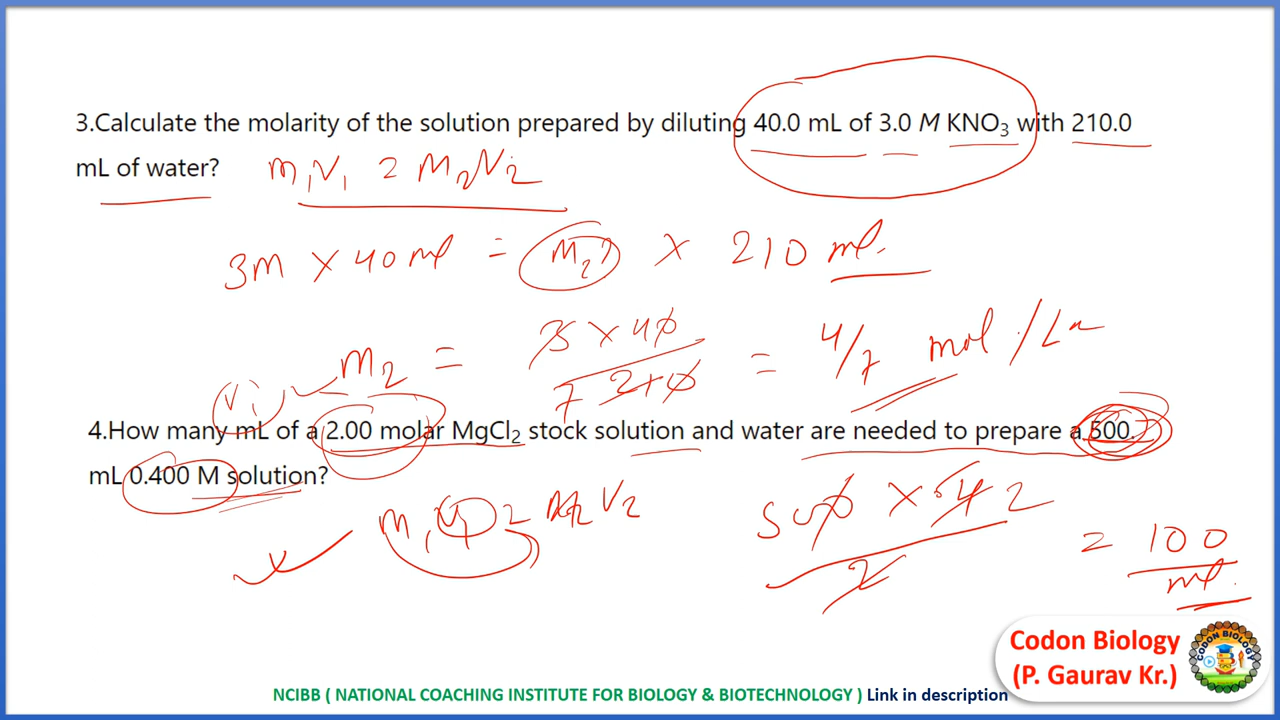 3.Calculate the molarity of the solution prepared by diluting 40.0 mL of 3.0 M KNO₃ with 210.0
mL of water?
M₁V₁ = M₂V₂
3M × 40 ml = M₂ × 210 ml.
M₂ = 3 × 40 / 210 7 = 4/7 mol /L
V₁
4.How many mL of a 2.00 molar MgCl₂ stock solution and water are needed to prepare a 500.
mL 0.400 M solution?
M₁V₁ = M₂V₂
500 × .4 2 / 2
= 100 ml.
Codon Biology
(P. Gaurav Kr.)
CODON BIOLOGY
NCIBB ( NATIONAL COACHING INSTITUTE FOR BIOLOGY & BIOTECHNOLOGY ) Link in description